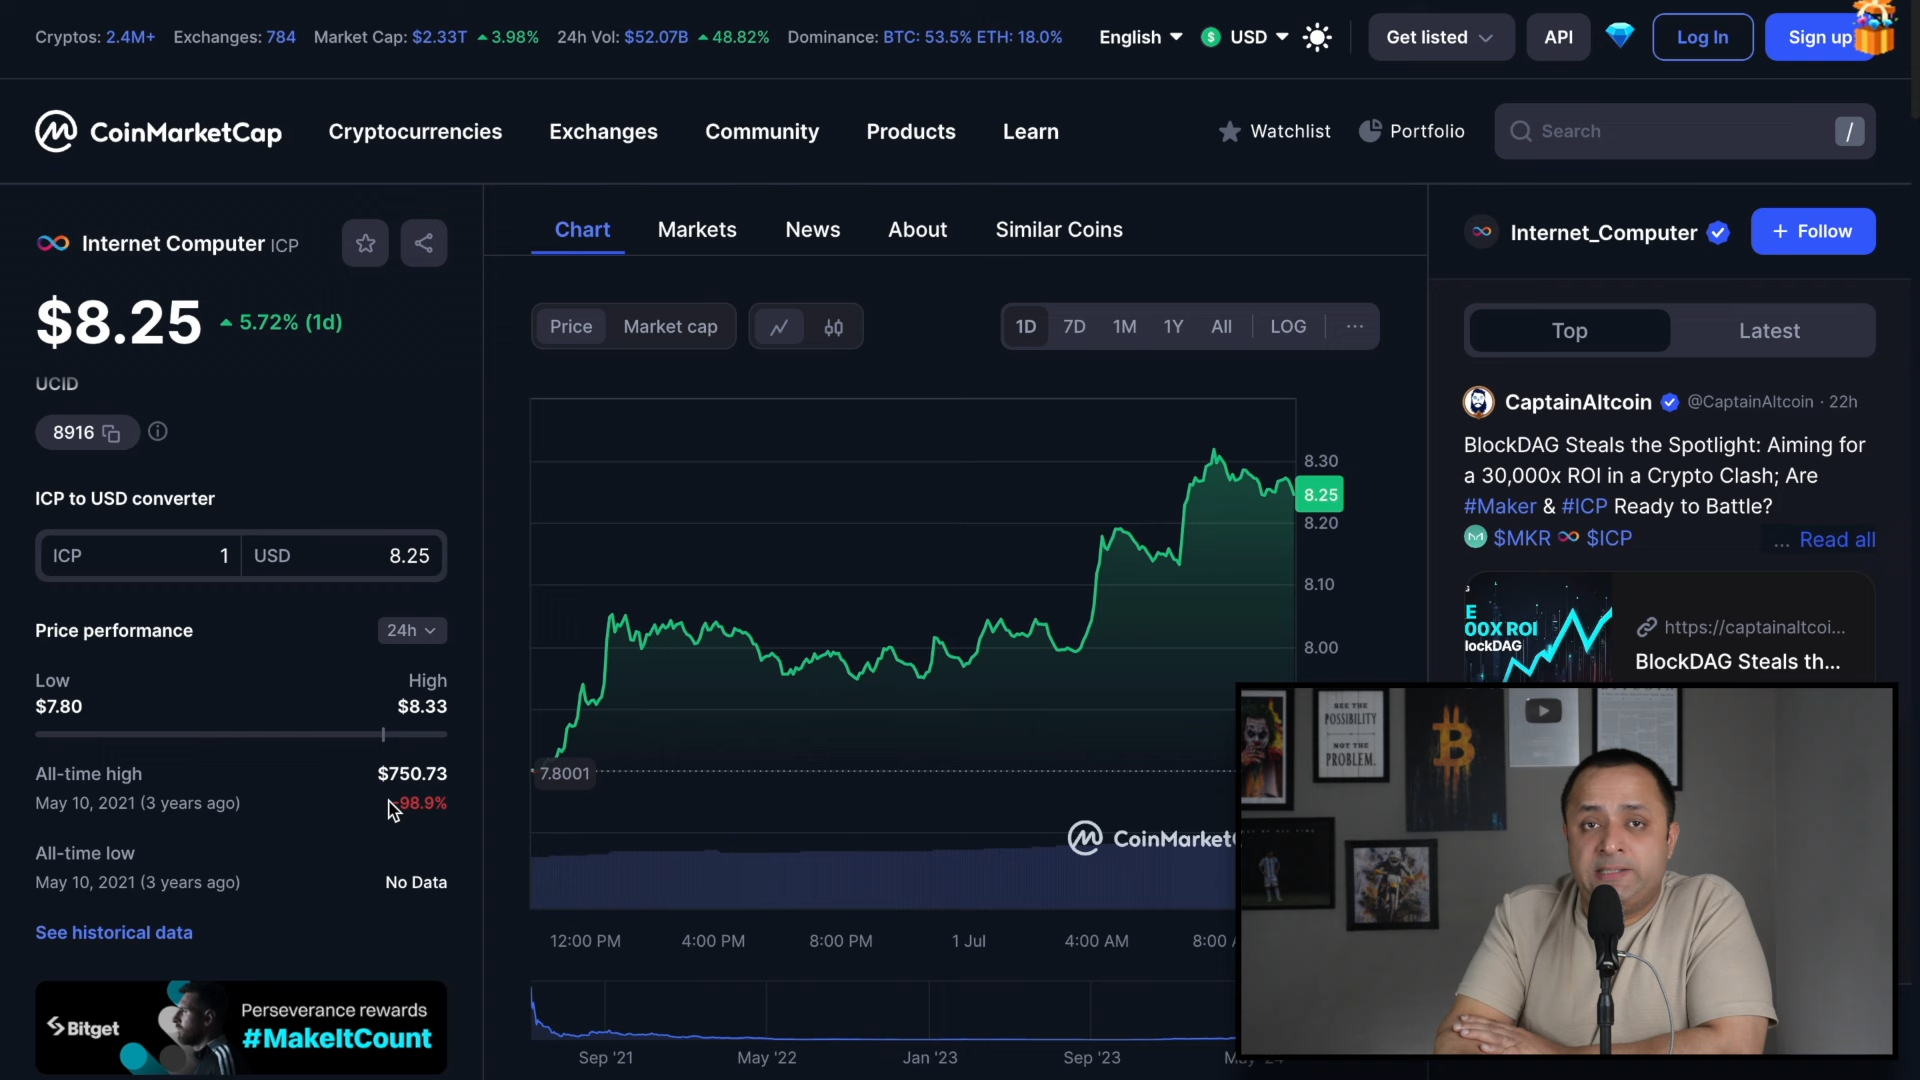 Cryptos: 2.4M+ Exchanges: 784 Market Cap: $2.33T 3.98% 24h Vol: $52.07B 48.82% Dominance: BTC: 53.5% ETH: 18.0% English USD Get listed API Log In Sign up
CoinMarketCap Cryptocurrencies Exchanges Community Products Learn Watchlist Portfolio Search /
Internet Computer ICP
$8.25 5.72% (1d)
UCID
8916
ICP to USD converter
ICP 1 USD 8.25
Price performance 24h
Low High
$7.80 $8.33
All-time high $750.73
May 10, 2021 (3 years ago) -98.9%
All-time low
May 10, 2021 (3 years ago) No Data
See historical data
Bitget Perseverance rewards
#MakeItCount
Chart Markets News About Similar Coins
Price Market cap 1D 7D 1M 1Y All LOG ...
8.30
8.25
8.20
8.10
8.00
7.8001
CoinMarket
12:00 PM 4:00 PM 8:00 PM 1 Jul 4:00 AM 8:00
Sep '21 May '22 Jan '23 Sep '23 May '24
Internet_Computer + Follow
Top Latest
CaptainAltcoin @CaptainAltcoin · 22h
BlockDAG Steals the Spotlight: Aiming for
a 30,000x ROI in a Crypto Clash; Are
#Maker & #ICP Ready to Battle?
$MKR $ICP ... Read all
E
00X ROI
lockDAG
https://captainaltcoi...
BlockDAG Steals th...
SEE THE
POSSIBILITY
NOT THE
PROBLEM.